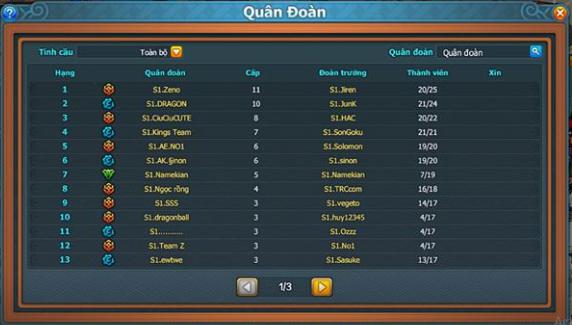 Quân Đoàn
Tinh cầu Toàn bộ Quân đoàn Quân đoàn
Hạng Quân đoàn Cấp Đoàn trưởng Thành viên Xin
1 S1.Zeno 11 S1.Jiren 20/25
2 S1.DRAGON 10 S1.JunK 21/24
3 S1.CiuCiuCUTE 8 S1.HAC 20/22
4 S1.Kings Team 7 S1.SonGoku 21/21
5 S1.AE.NO1 6 S1.Solomon 19/20
6 S1.AK.§inon 6 S1.sinon 19/20
7 S1.Namekian 5 S1.Namekian 7/19
8 S1.Ngọc rồng 4 S1.TRCcom 16/18
9 S1.SSS 3 S1.vegeto 14/17
10 S1.dragonball 3 S1.huy12345 4/17
11 S1.......... 3 S1.Ozzz 4/17
12 S1.Team Z 3 S1.No1 4/17
13 S1.ewtwe 3 S1.Sasuke 13/17
1/3